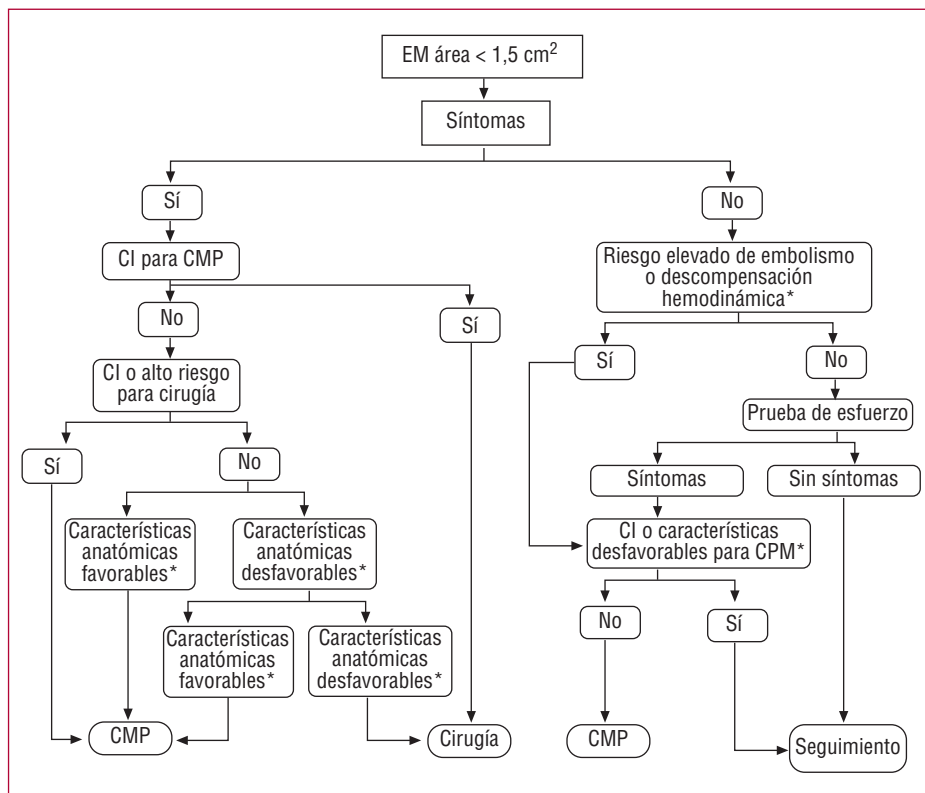 EM área < 1,5 cm²
Síntomas
Sí
No
CI para CMP
Riesgo elevado de embolismo
o descompensación
hemodinámica*
No
Sí
Sí
No
CI o alto riesgo
para cirugía
Prueba de esfuerzo
Sí
No
Síntomas
Sin síntomas
Características
anatómicas
favorables*
Características
anatómicas
desfavorables*
CI o características
desfavorables para CPM*
No
Sí
Características
anatómicas
favorables*
Características
anatómicas
desfavorables*
CMP
Cirugía
CMP
Seguimiento